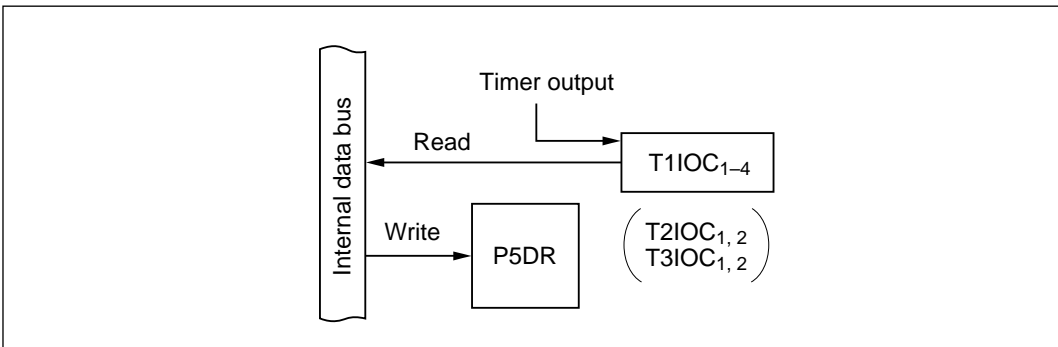 Internal data bus
Timer output
Read
T1IOC1–4
Write
P5DR
T2IOC1, 2
T3IOC1, 2